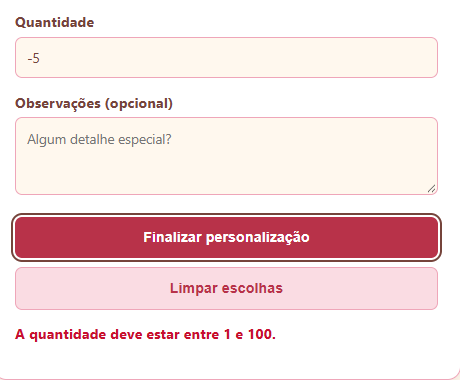 Quantidade
-5
Observações (opcional)
Algum detalhe especial?
Finalizar personalização
Limpar escolhas
A quantidade deve estar entre 1 e 100.